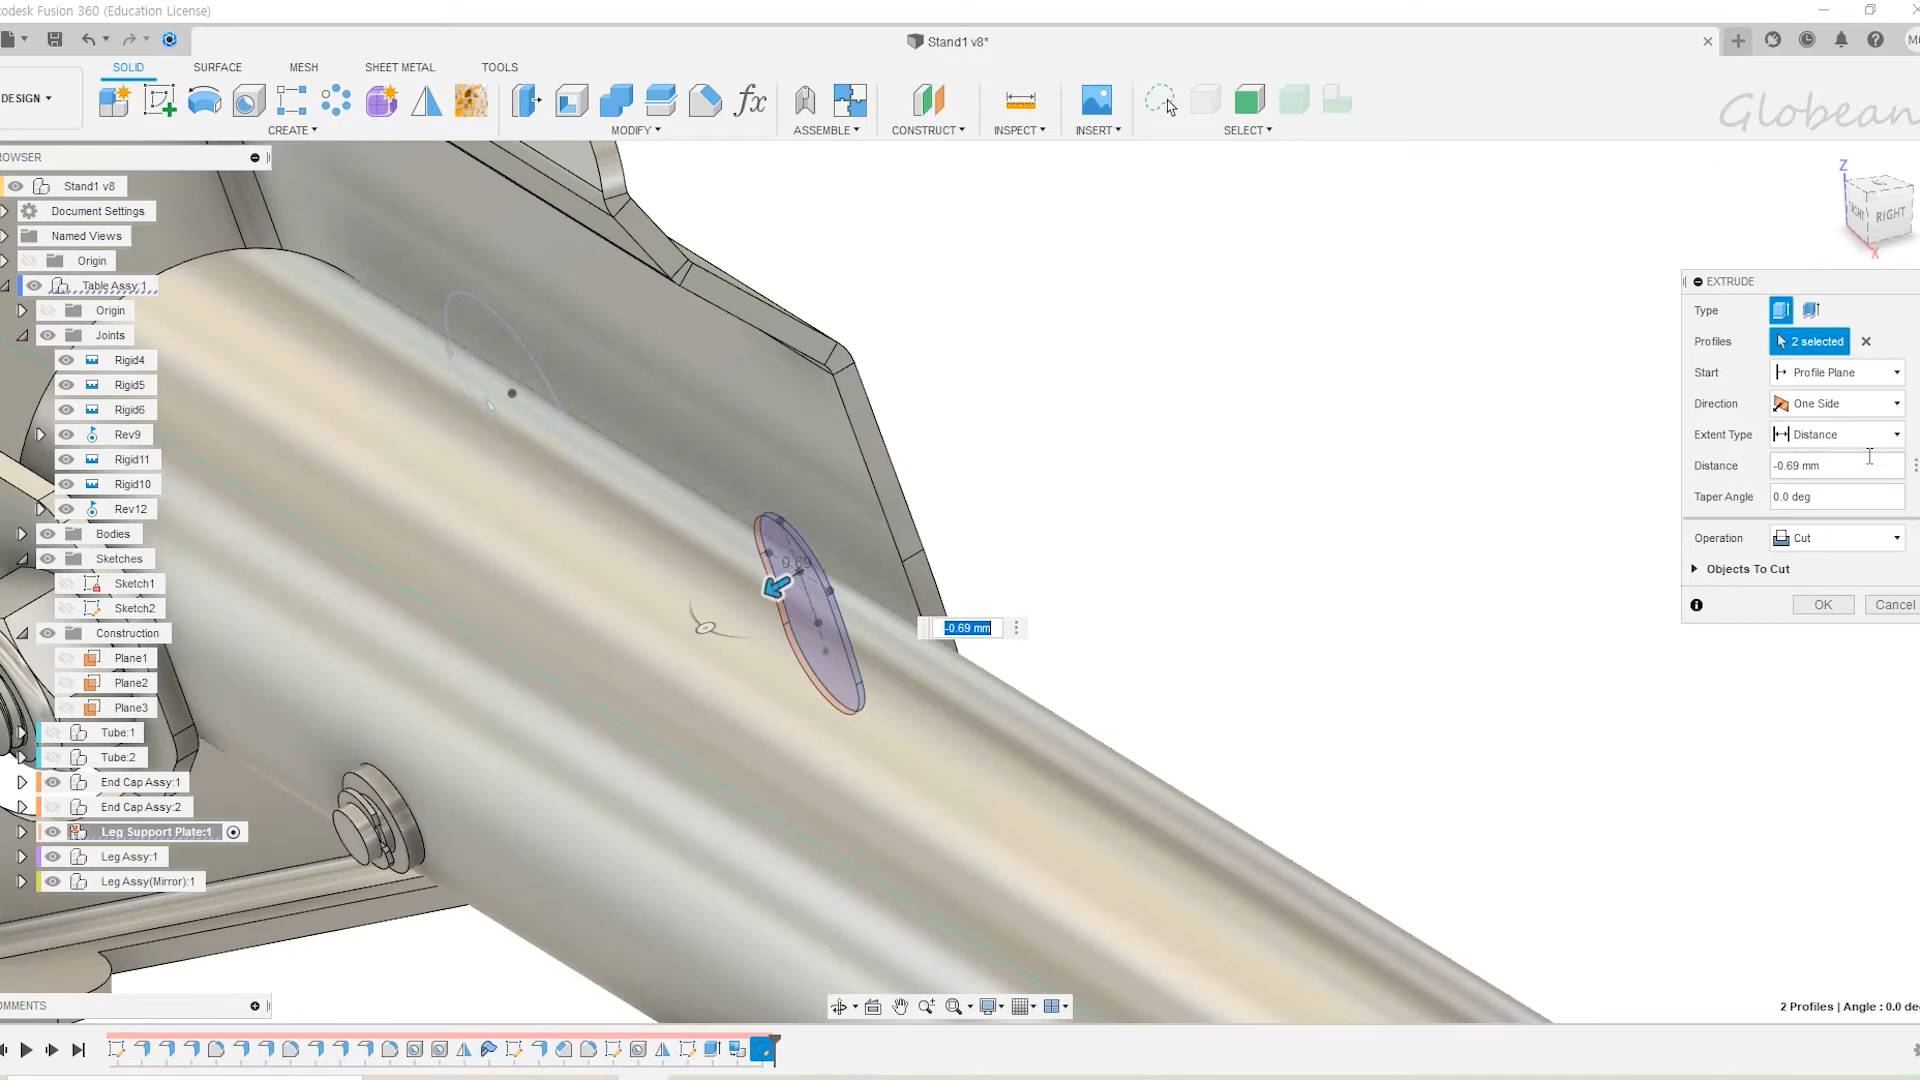 utodesk Fusion 360 (Education License)
Stand1 v8*
SOLID
SURFACE
MESH
SHEET METAL
TOOLS
DESIGN
CREATE
MODIFY
ASSEMBLE
CONSTRUCT
INSPECT
INSERT
SELECT
Globean
ROWSER
Stand1 v8
Document Settings
Named Views
Origin
Table Assy:1
Origin
Joints
Rigid4
Rigid5
Rigid6
Rev9
Rigid11
Rigid10
Rev12
Bodies
Sketches
Sketch1
Sketch2
Construction
Plane1
Plane2
Plane3
Tube:1
Tube:2
End Cap Assy:1
End Cap Assy:2
Leg Support Plate:1
Leg Assy:1
Leg Assy(Mirror):1
0.69
-0.69 mm
Z
RIGHT
X
EXTRUDE
Type
Profiles
2 selected
Start
Profile Plane
Direction
One Side
Extent Type
Distance
Distance
-0.69 mm
Taper Angle
0.0 deg
Operation
Cut
Objects To Cut
OK
Cancel
OMMENTS
2 Profiles | Angle : 0.0 de